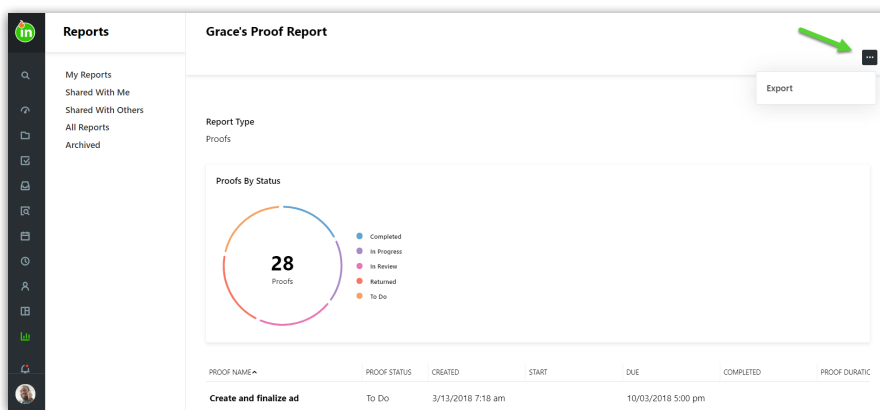 in
Reports
Grace's Proof Report
...
Export
My Reports
Shared With Me
Shared With Others
All Reports
Archived
Report Type
Proofs
Proofs By Status
28
Proofs
Completed
In Progress
In Review
Returned
To Do
PROOF NAME PROOF STATUS CREATED START DUE COMPLETED PROOF DURATIC
Create and finalize ad To Do 3/13/2018 7:18 am 10/03/2018 5:00 pm